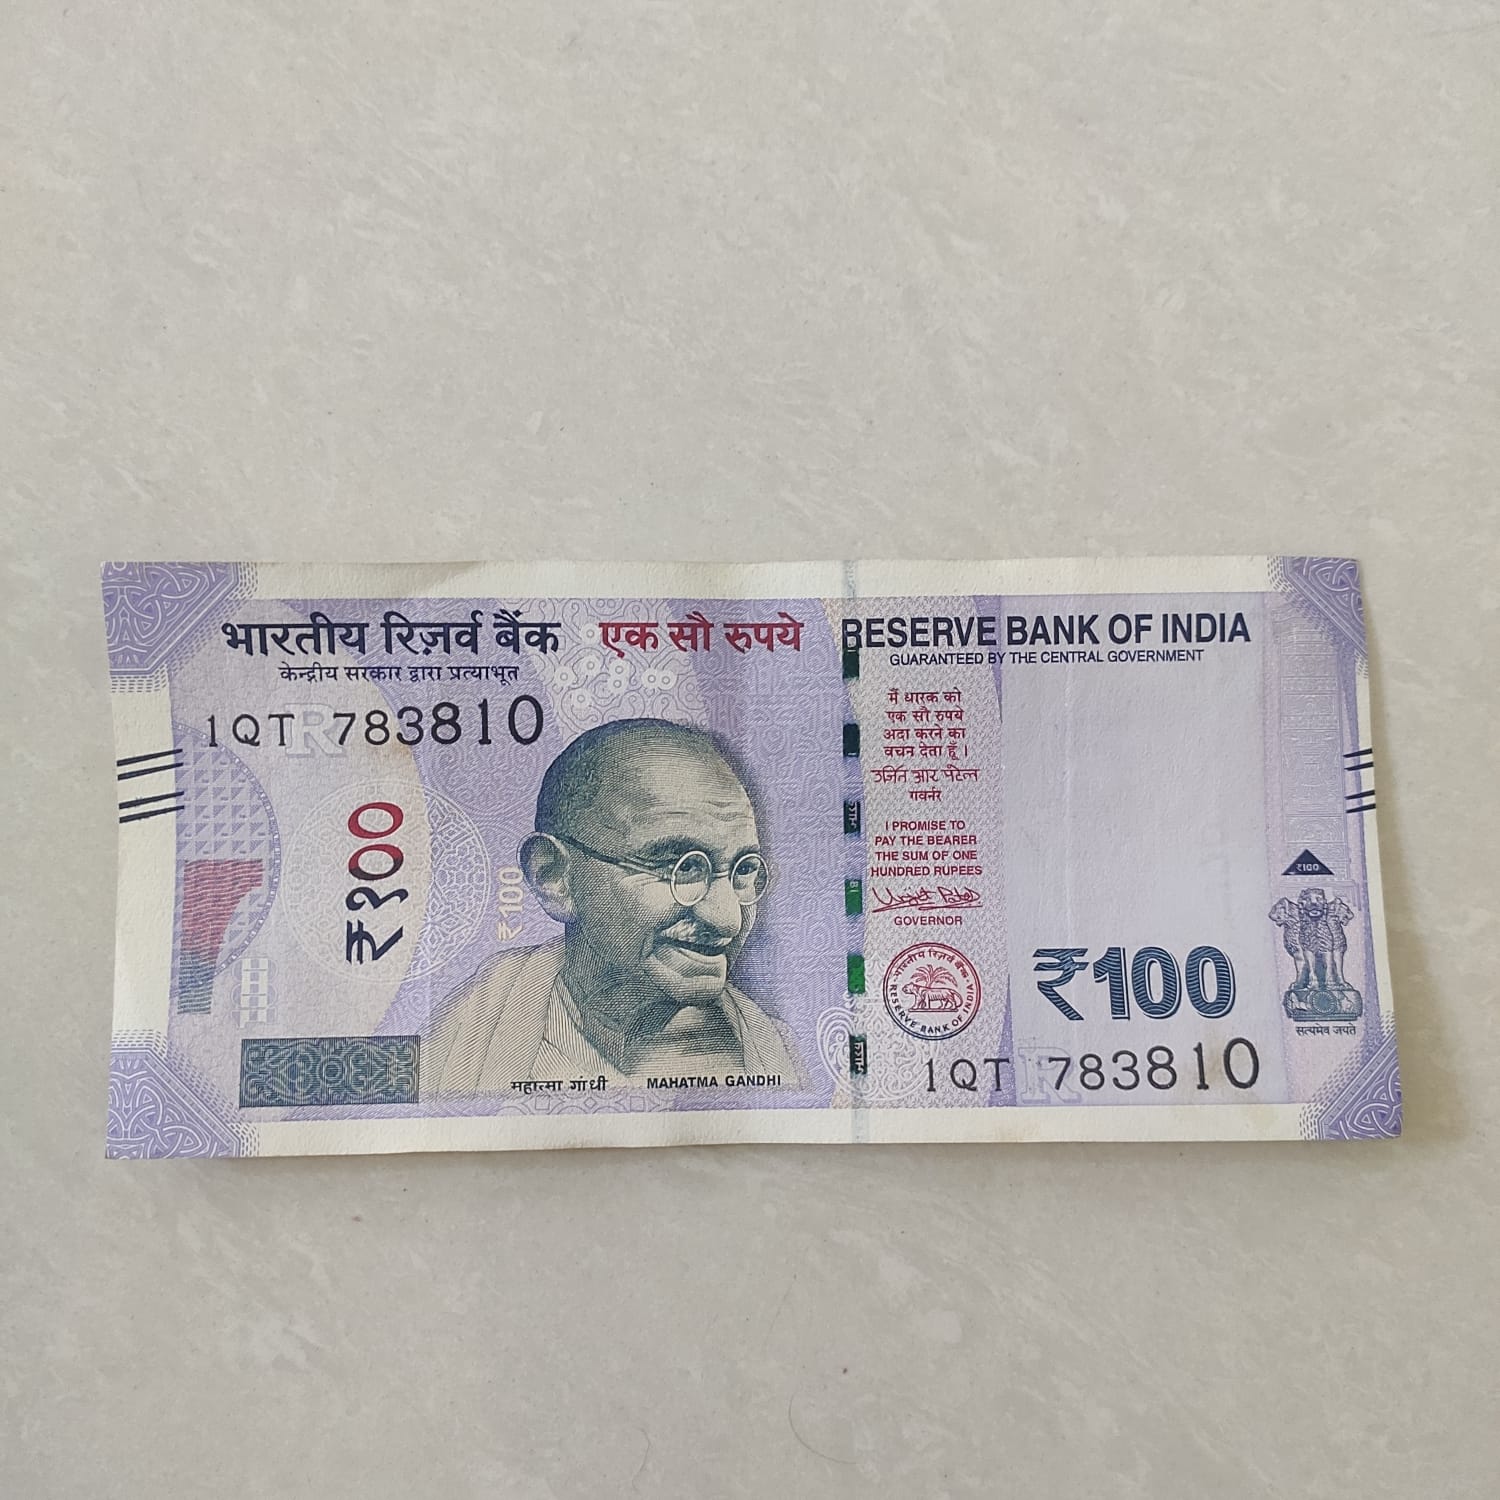 भारतीय रिज़र्व बैंक
केन्द्रीय सरकार द्वारा प्रत्याभूत
एक सौ रुपये
RESERVE BANK OF INDIA
GUARANTEED BY THE CENTRAL GOVERNMENT
1QT 783810
R
₹१००
₹100
मैं धारक को
एक सौ रुपये
अदा करने का
वचन देता हूँ ।
उर्जित आर पटेल
गवर्नर
I PROMISE TO
PAY THE BEARER
THE SUM OF ONE
HUNDRED RUPEES
GOVERNOR
भारतीय रिज़र्व बैंक
RESERVE BANK OF INDIA
भारत
₹100
₹100
सत्यमेव जयते
महात्मा गांधी
MAHATMA GANDHI
1QT 783810
R